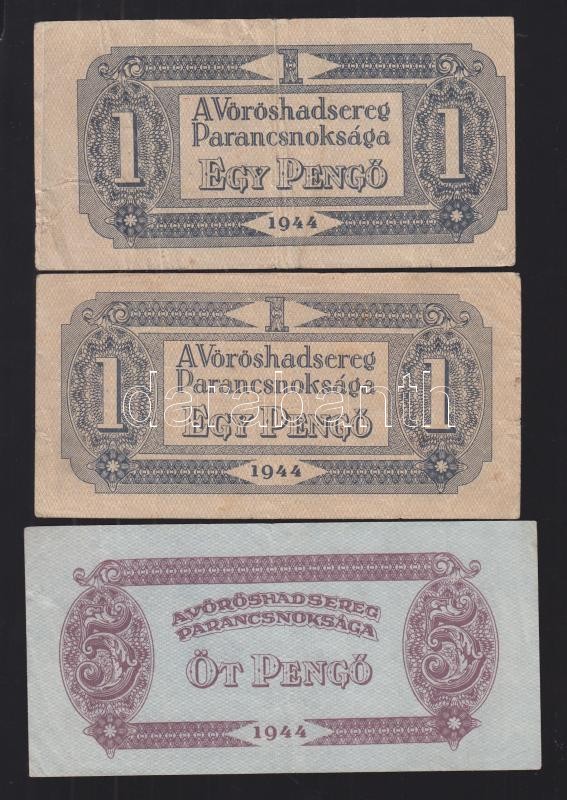 1
A Vöröshadsereg
Parancsnoksága
1 1
EGY PENGŐ
1944
1
A Vöröshadsereg
Parancsnoksága
darabanth
1 1
EGY PENGŐ
1944
A VÖRÖSHADSEREG
PARANCSNOKSÁGA
5 5
ÖT PENGŐ
1944